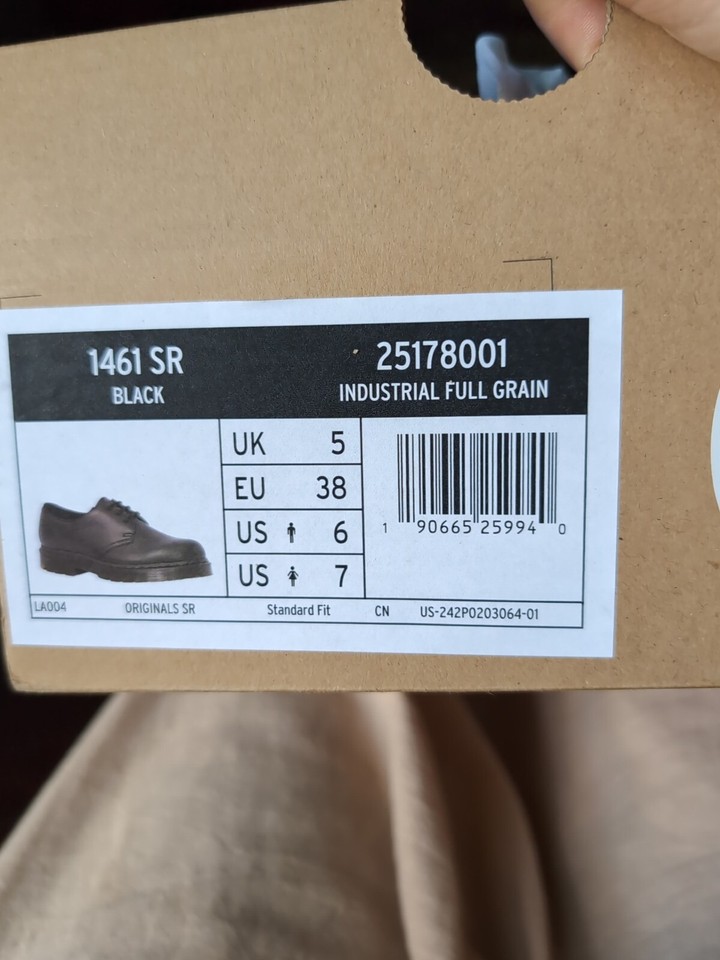 1461 SR
BLACK
25178001
INDUSTRIAL FULL GRAIN
UK 5
EU 38
US 6
US 7
1 90665 25994 0
LA004 ORIGINALS SR Standard Fit CN US-242P0203064-01